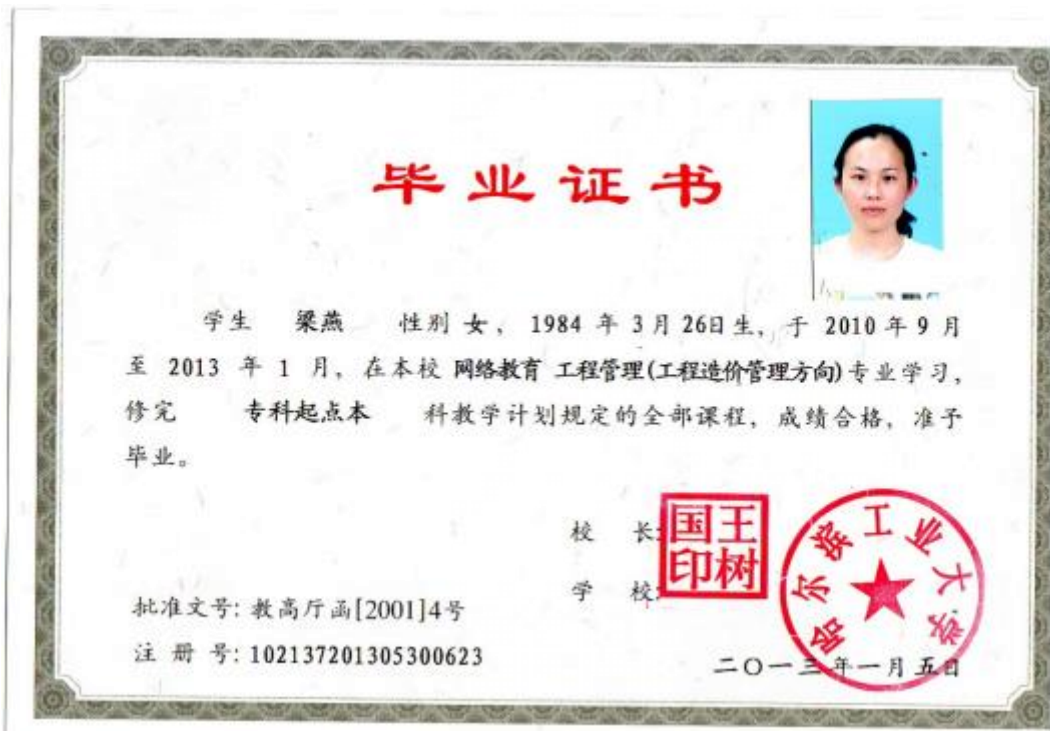 毕业证书
学生 梁燕 性别 女， 1984 年 3月 26日生，于 2010 年 9 月
至 2013 年 1 月，在本校 网络教育 工程管理(工程造价管理方向)专业学习，
修完 专科起点本 科教学计划规定的全部课程，成绩合格，准予
毕业。
校 长:
王树国印
学 校:
哈尔滨工业大学
批准文号: 教高厅函[2001]4号
注 册 号: 102137201305300623
二〇一三年一月五日